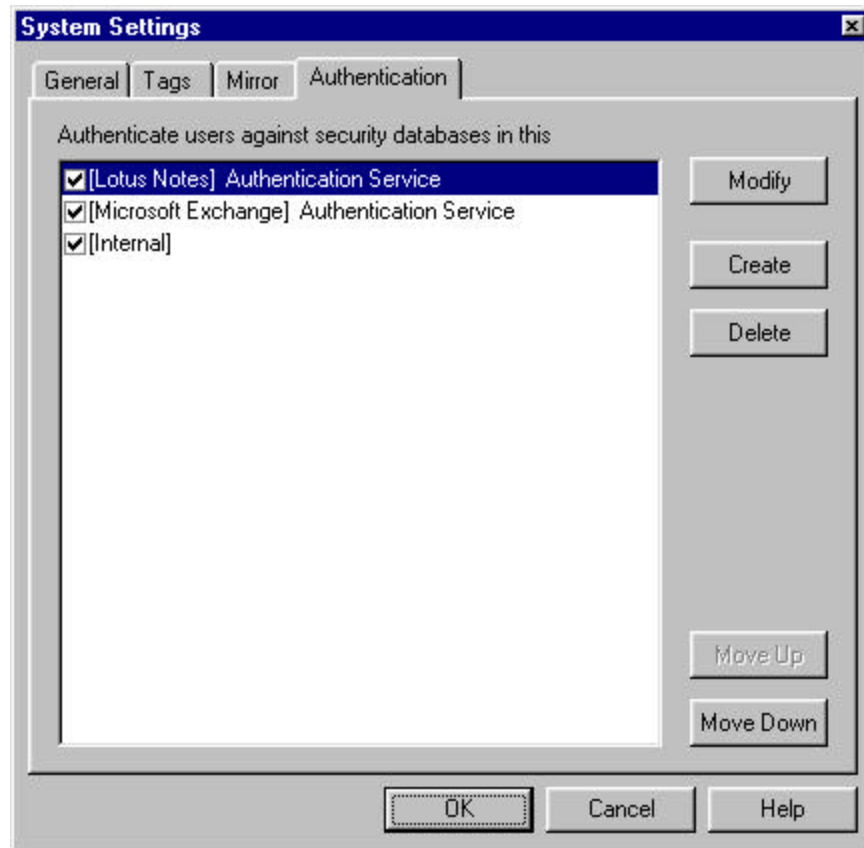 System Settings
General Tags Mirror Authentication
Authenticate users against security databases in this
[Lotus Notes] Authentication Service
[Microsoft Exchange] Authentication Service
[Internal]
Modify
Create
Delete
Move Up
Move Down
OK Cancel Help